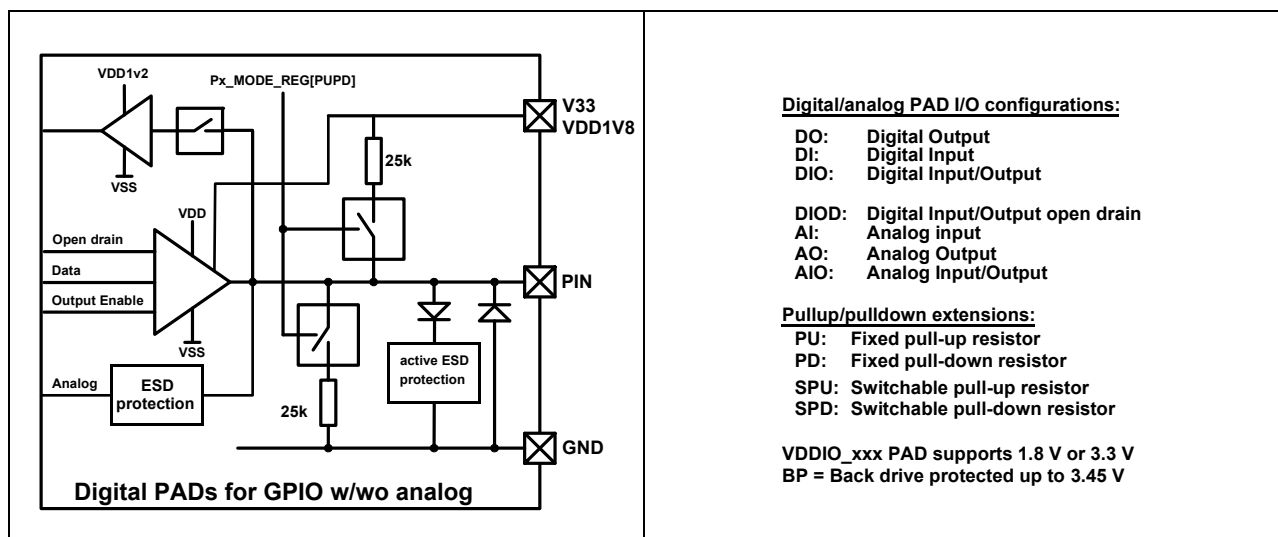 VDD1v2
Px_MODE_REG[PUPD]
V33
VDD1V8
25k
VSS
VDD
Open drain
Data
Output Enable
PIN
VSS
active ESD
protection
Analog
ESD
protection
25k
GND
Digital PADs for GPIO w/wo analog
Digital/analog PAD I/O configurations:
DO: Digital Output
DI: Digital Input
DIO: Digital Input/Output
DIOD: Digital Input/Output open drain
AI: Analog input
AO: Analog Output
AIO: Analog Input/Output
Pullup/pulldown extensions:
PU: Fixed pull-up resistor
PD: Fixed pull-down resistor
SPU: Switchable pull-up resistor
SPD: Switchable pull-down resistor
VDDIO_xxx PAD supports 1.8 V or 3.3 V
BP = Back drive protected up to 3.45 V